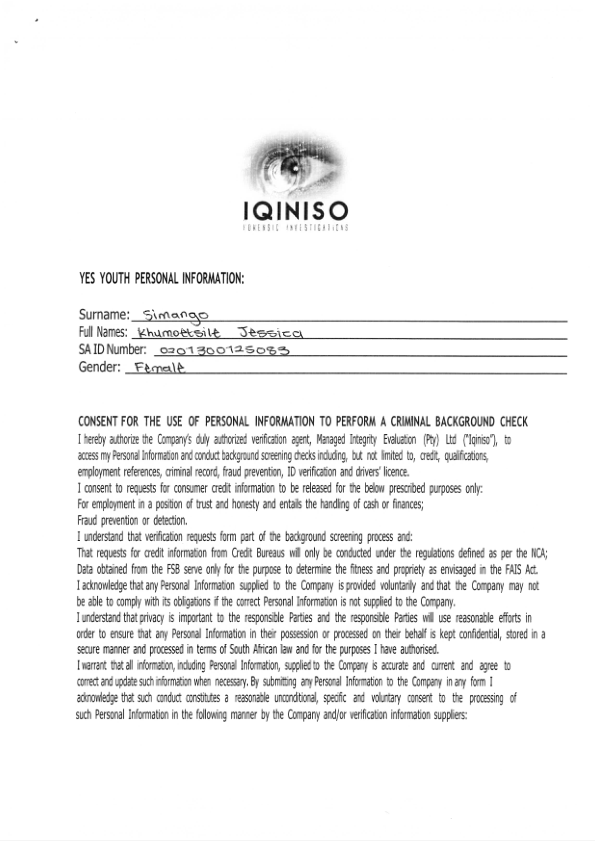 IQINISO
FORENSIC INVESTIGATIONS
YES YOUTH PERSONAL INFORMATION:
Surname: Simango
Full Names: Khumoetsile Jessica
SA ID Number: 0201300125083
Gender: Female
CONSENT FOR THE USE OF PERSONAL INFORMATION TO PERFORM A CRIMINAL BACKGROUND CHECK
I hereby authorize the Company's duly authorized verification agent, Managed Integrity Evaluation (Pty) Ltd ("Iqiniso"), to
access my Personal Information and conduct background screening checks including, but not limited to, credit, qualifications,
employment references, criminal record, fraud prevention, ID verification and drivers' licence.
I consent to requests for consumer credit information to be released for the below prescribed purposes only:
For employment in a position of trust and honesty and entails the handling of cash or finances;
Fraud prevention or detection.
I understand that verification requests form part of the background screening process and:
That requests for credit information from Credit Bureaus will only be conducted under the regulations defined as per the NCA;
Data obtained from the FSB serve only for the purpose to determine the fitness and propriety as envisaged in the FAIS Act.
I acknowledge that any Personal Information supplied to the Company is provided voluntarily and that the Company may not
be able to comply with its obligations if the correct Personal Information is not supplied to the Company.
I understand that privacy is important to the responsible Parties and the responsible Parties will use reasonable efforts in
order to ensure that any Personal Information in their possession or processed on their behalf is kept confidential, stored in a
secure manner and processed in terms of South African law and for the purposes I have authorised.
I warrant that all information, including Personal Information, supplied to the Company is accurate and current and agree to
correct and update such information when necessary. By submitting any Personal Information to the Company in any form I
acknowledge that such conduct constitutes a reasonable unconditional, specific and voluntary consent to the processing of
such Personal Information in the following manner by the Company and/or verification information suppliers: